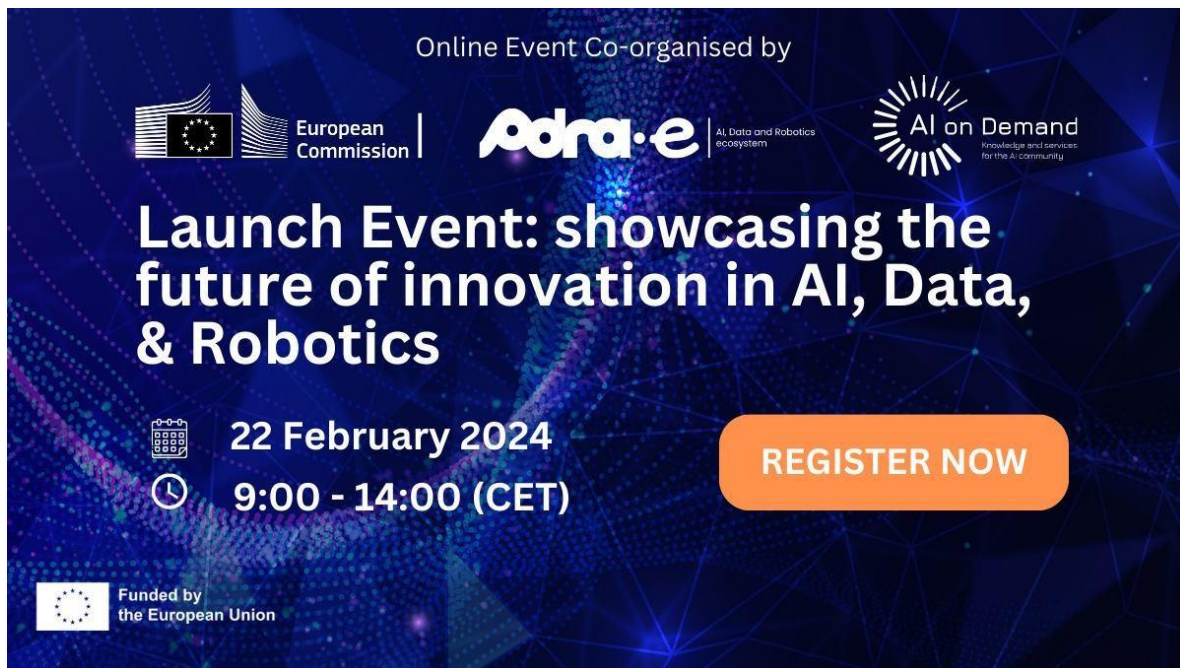 Online Event Co-organised by
European
Commission
Adra-e
AI, Data and Robotics
ecosystem
AI on Demand
Knowledge and services
for the AI community
Launch Event: showcasing the
future of innovation in AI, Data,
& Robotics
22 February 2024
9:00 - 14:00 (CET)
REGISTER NOW
Funded by
the European Union